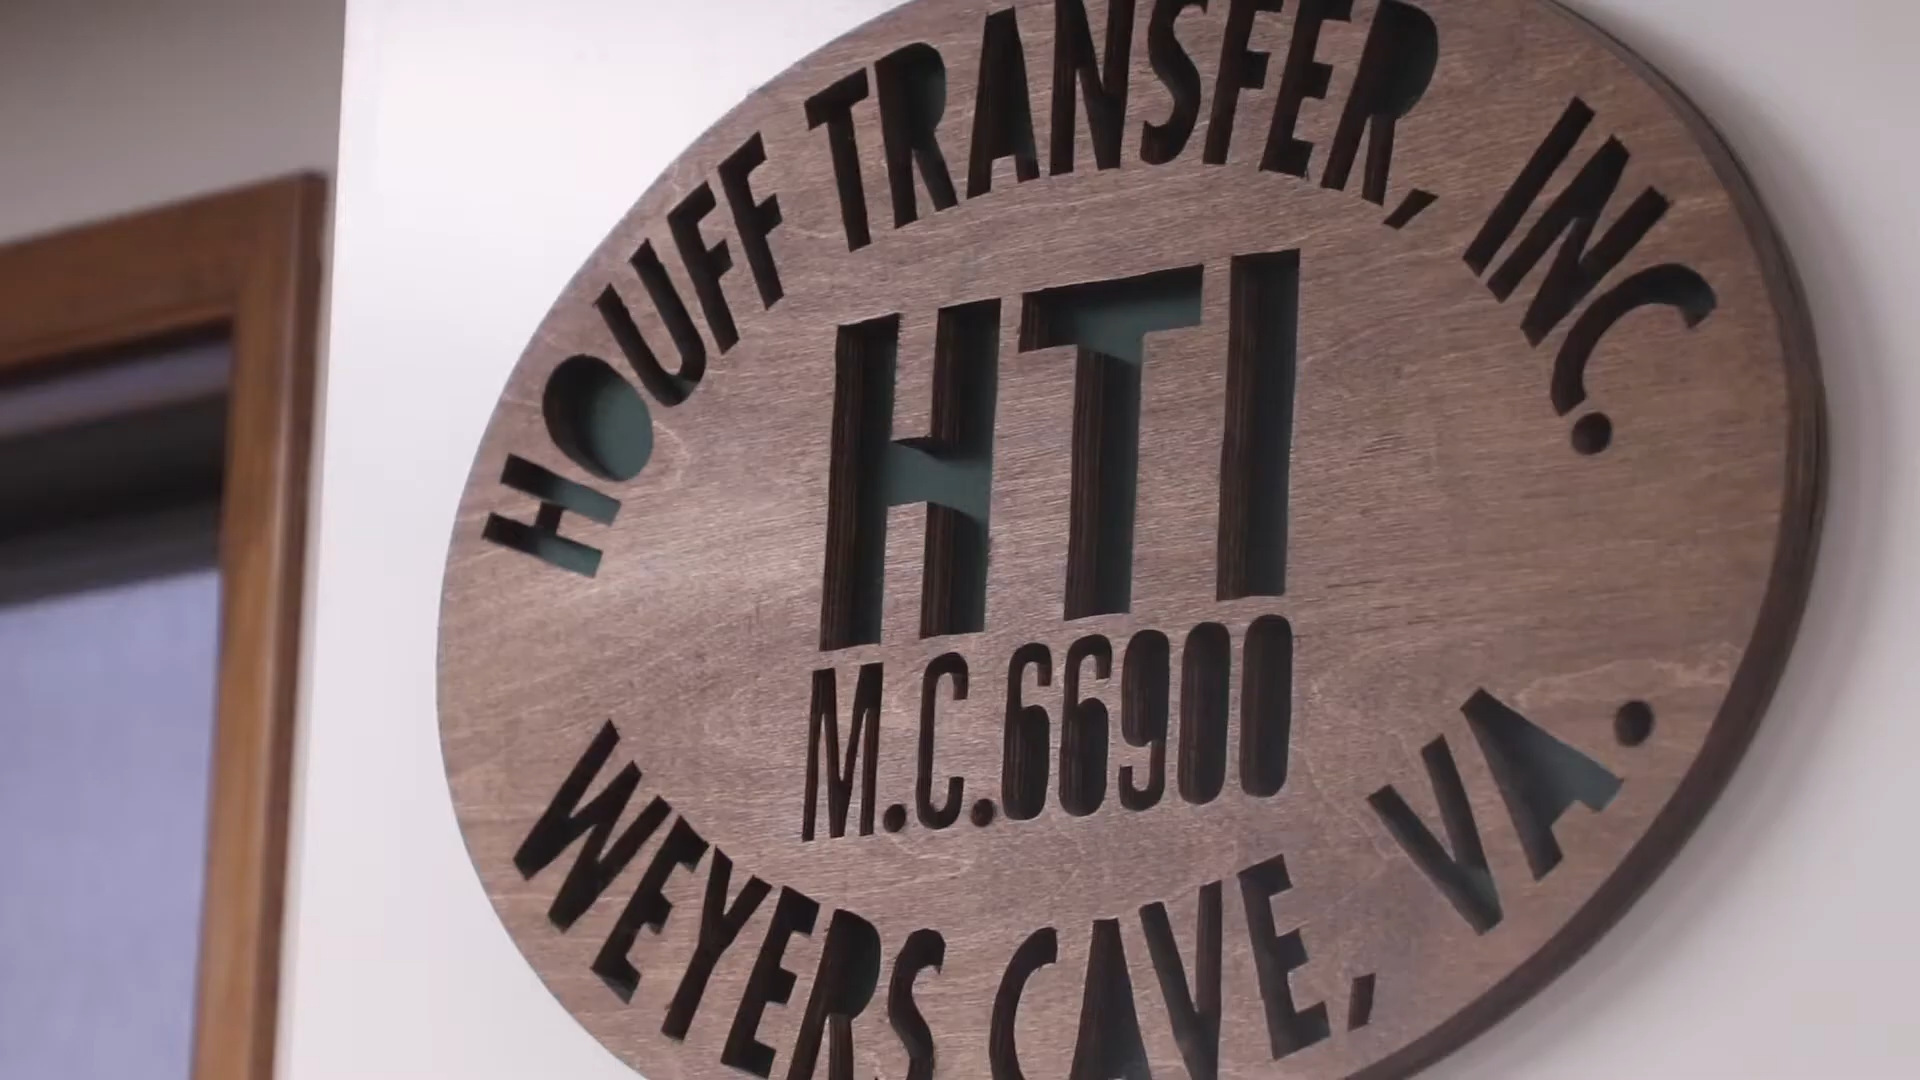 HOUFF TRANSFER, INC.
HTI
M.C.66900
WEYERS CAVE, VA.